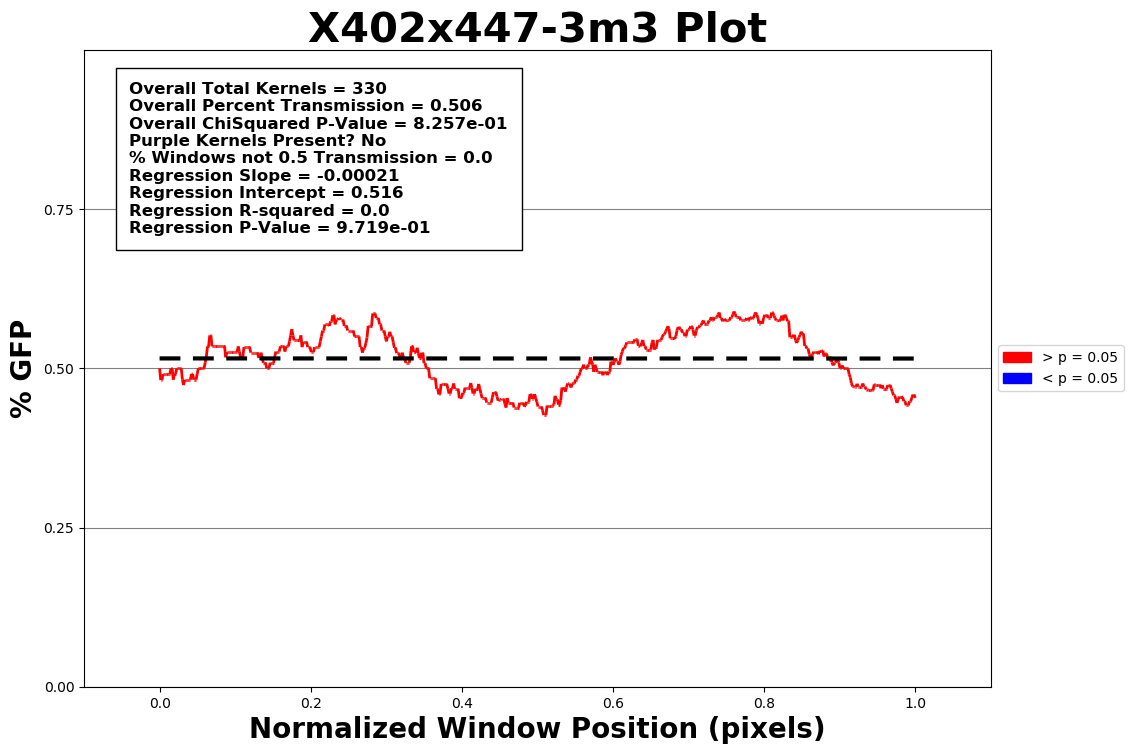 X402x447-3m3 Plot
Overall Total Kernels = 330
Overall Percent Transmission = 0.506
Overall ChiSquared P-Value = 8.257e-01
Purple Kernels Present? No
% Windows not 0.5 Transmission = 0.0
Regression Slope = -0.00021
Regression Intercept = 0.516
Regression R-squared = 0.0
Regression P-Value = 9.719e-01
% GFP
0.75
0.50
0.25
0.00
> p = 0.05
< p = 0.05
0.0 0.2 0.4 0.6 0.8 1.0
Normalized Window Position (pixels)